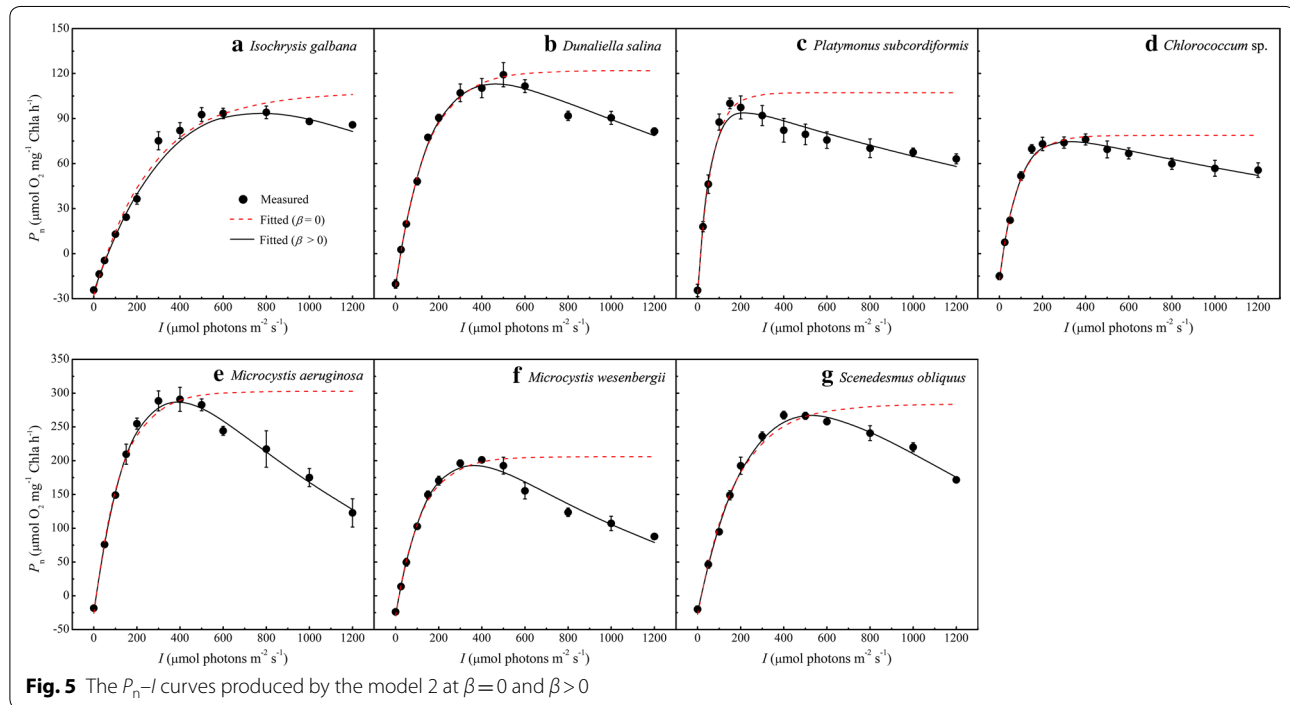 a Isochrysis galbana
b Dunaliella salina
c Platymonus subcordiformis
d Chlorococcum sp.
150
120
90
60
30
0
-30
Pn (μmol O2 mg-1 Chla h-1)
Measured
Fitted (β = 0)
Fitted (β > 0)
0 200 400 600 800 1000 1200
0 200 400 600 800 1000 1200
0 200 400 600 800 1000 1200
0 200 400 600 800 1000 1200
I (μmol photons m-2 s-1)
I (μmol photons m-2 s-1)
I (μmol photons m-2 s-1)
I (μmol photons m-2 s-1)
e Microcystis aeruginosa
f Microcystis wesenbergii
g Scenedesmus obliquus
350
300
250
200
150
100
50
0
-50
Pn (μmol O2 mg-1 Chla h-1)
0 200 400 600 800 1000 1200
0 200 400 600 800 1000 1200
0 200 400 600 800 1000 1200
I (μmol photons m-2 s-1)
I (μmol photons m-2 s-1)
I (μmol photons m-2 s-1)
Fig. 5 The Pn–I curves produced by the model 2 at β=0 and β>0